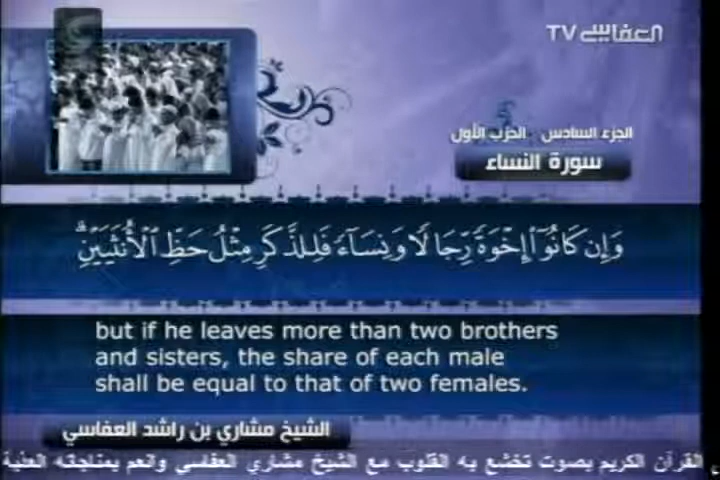 العفاسي TV
الجزء السادس - الحزب الأول
سورة النساء
وَإِن كَانُوٓا۟ إِخْوَةً رِّجَالًا وَنِسَآءً فَلِلذَّكَرِ مِثْلُ حَظِّ ٱلْأُنثَيَيْنِ ۗ
but if he leaves more than two brothers
and sisters, the share of each male
shall be equal to that of two females.
الشيخ مشاري بن راشد العفاسي
القرآن الكريم بصوت تخشع به القلوب مع الشيخ مشاري العفاسي وانعم بمناجاته العذبة